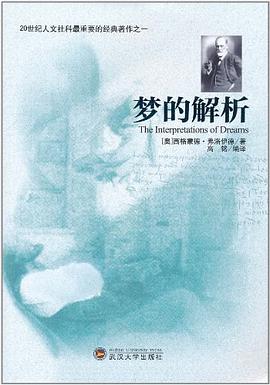 20世纪人文社科最重要的经典著作之一
梦的解析
The Interpretations of Dreams
[奥]西格蒙德·弗洛伊德/著
高铭/编译
武汉大学出版社